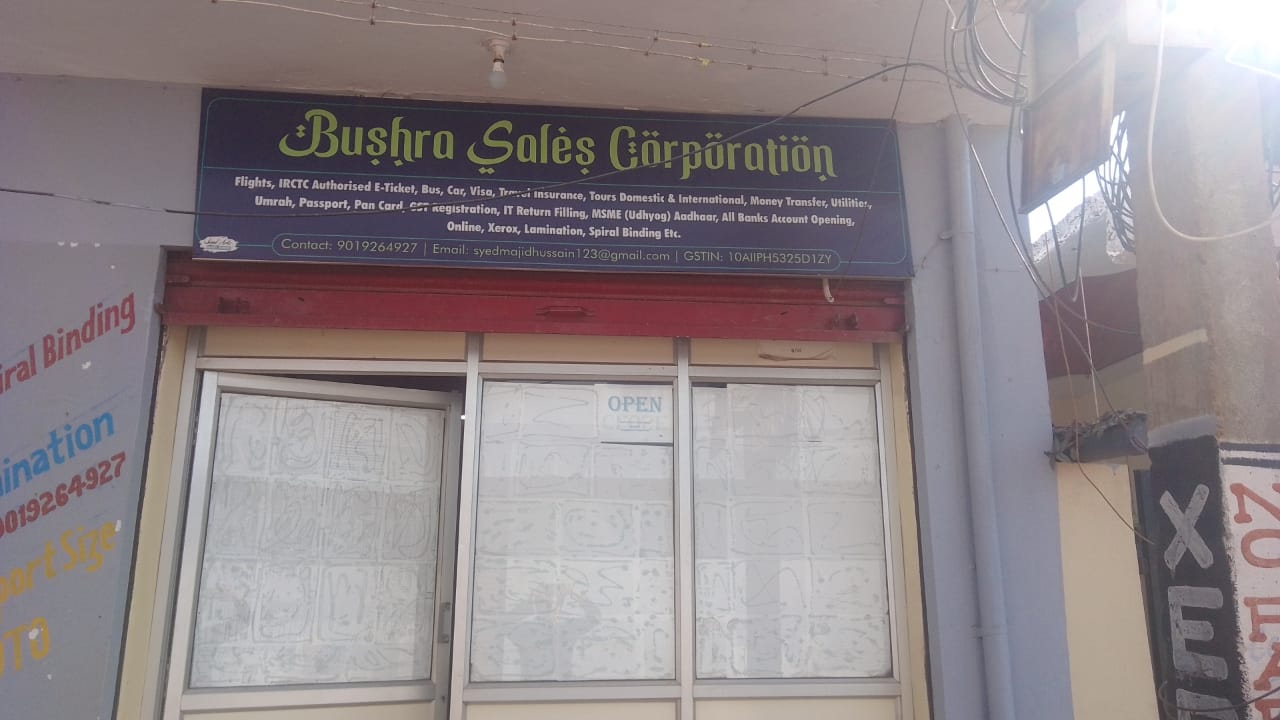 Bushra Sales Corporation
Flights, IRCTC Authorised E-Ticket, Bus, Car, Visa, Travel Insurance, Tours Domestic & International, Money Transfer, Utilities,
Umrah, Passport, Pan Card, GST Registration, IT Return Filling, MSME (Udhyog) Aadhaar, All Banks Account Opening,
Online, Xerox, Lamination, Spiral Binding Etc.
Contact: 9019264927 | Email: syedmajidhussain123@gmail.com | GSTIN: 10AIIPH5325D1ZY
OPEN
iral Binding
ination
9019264927
port Size
OTO
XE
NO